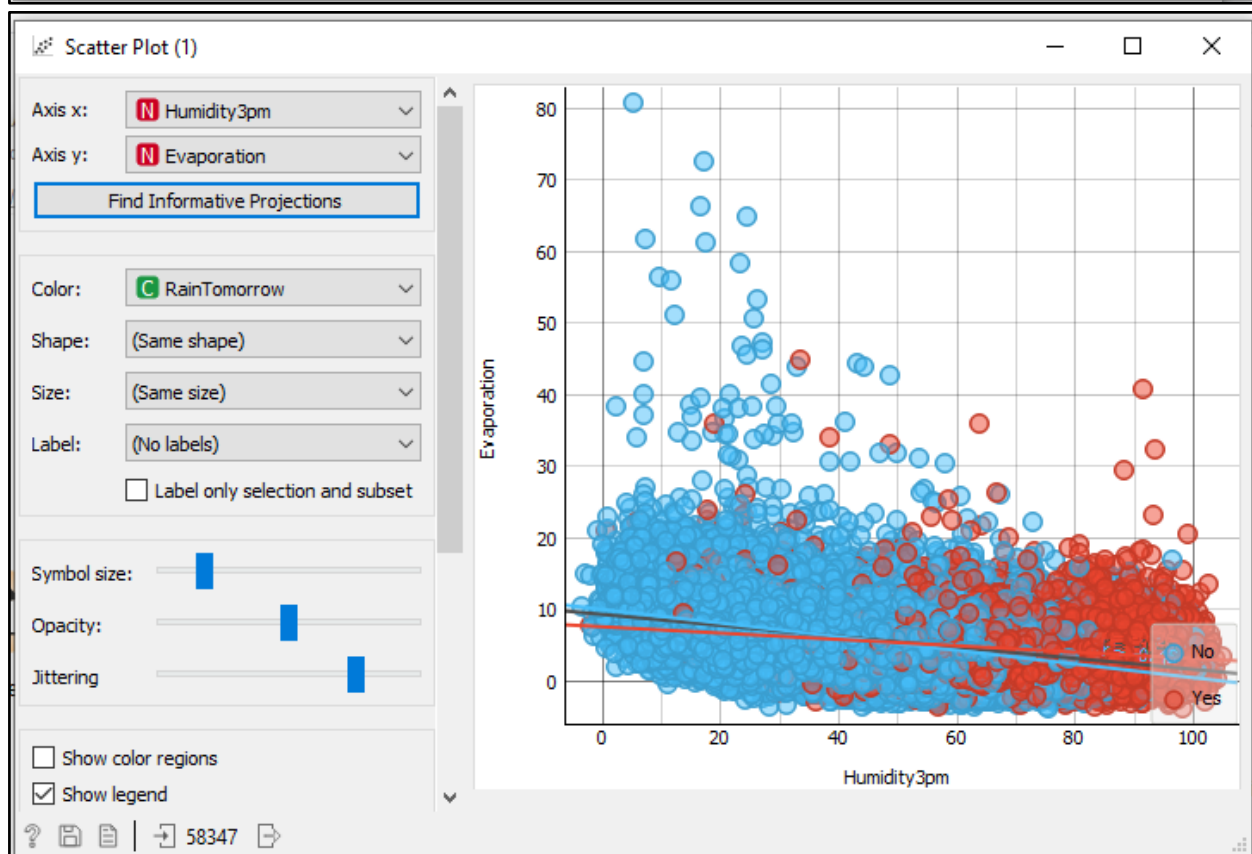 Scatter Plot (1)
Axis x: N Humidity3pm
Axis y: N Evaporation
Find Informative Projections
Color: C RainTomorrow
Shape: (Same shape)
Size: (Same size)
Label: (No labels)
Label only selection and subset
Symbol size:
Opacity:
Jittering
Show color regions
Show legend
? 58347
80
70
60
50
40
30
20
10
0
Evaporation
0 20 40 60 80 100
Humidity3pm
No
Yes